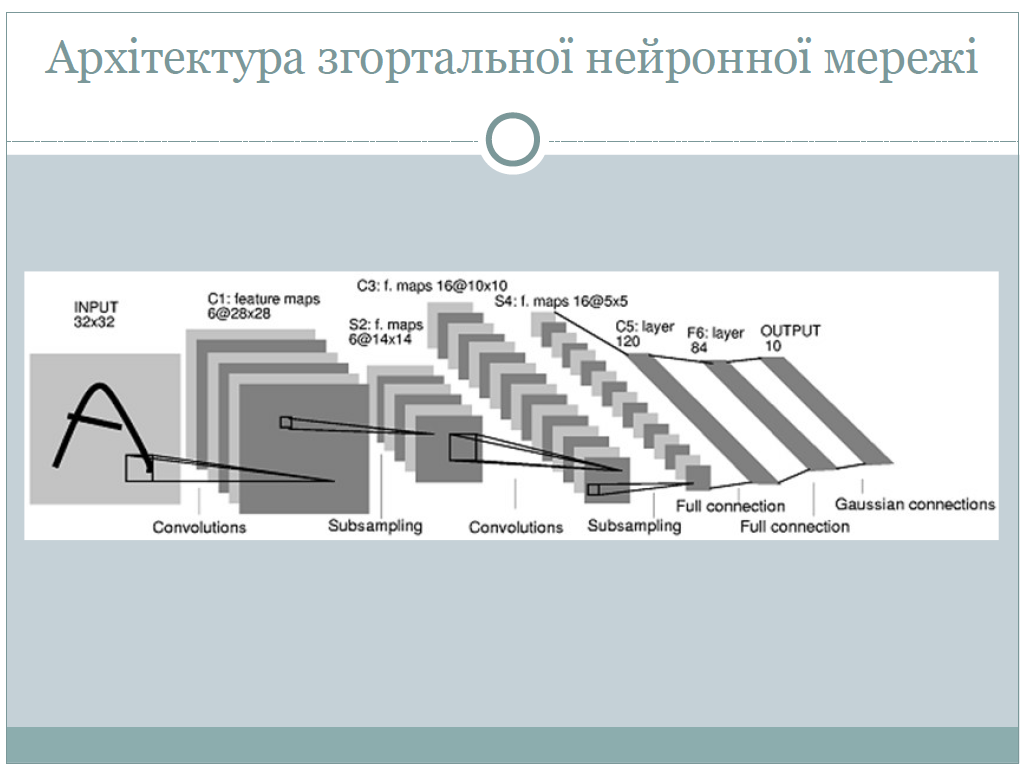 Архітектура згортальної нейронної мережі
INPUT
32x32
C1: feature maps
6@28x28
S2: f. maps
6@14x14
C3: f. maps 16@10x10
S4: f. maps 16@5x5
C5: layer
120
F6: layer
84
OUTPUT
10
Convolutions
Subsampling
Convolutions
Subsampling
Full connection
Full connection
Gaussian connections